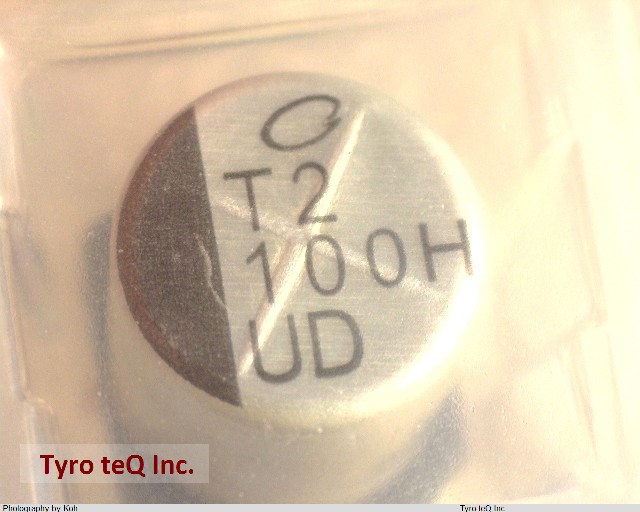 T2
100H
UD
Tyro teQ Inc.
Photography by Koh
Tyro teQ Inc